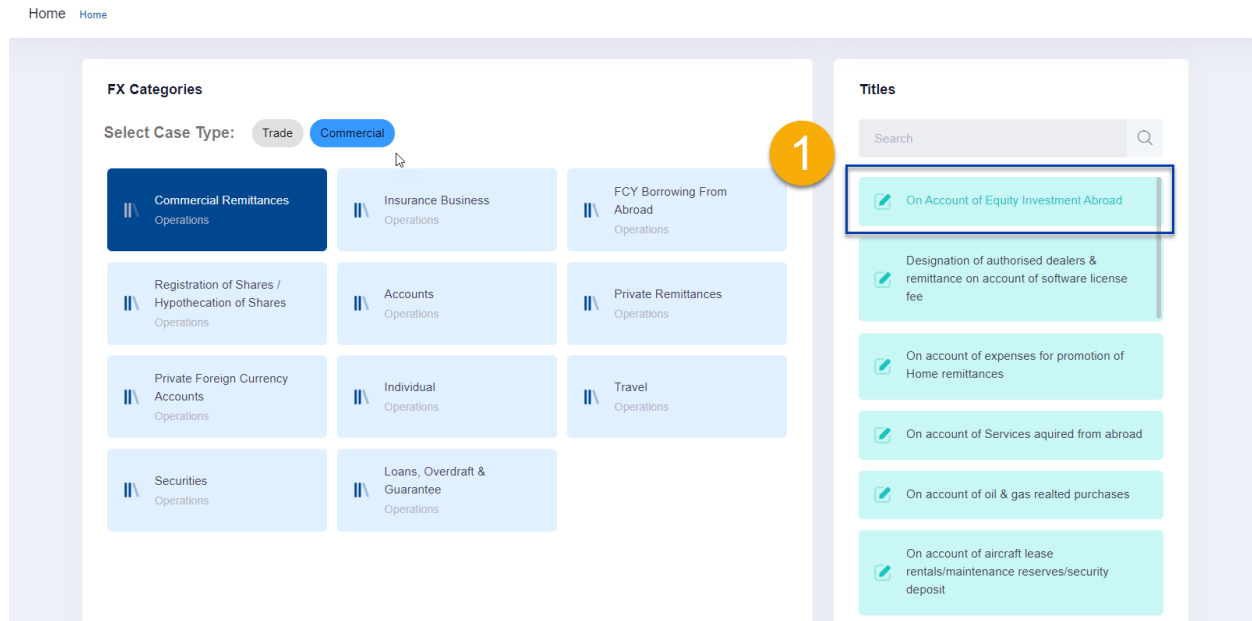 Home Home
FX Categories
Select Case Type: Trade Commercial
Commercial Remittances
Operations
Insurance Business
Operations
FCY Borrowing From
Abroad
Operations
Registration of Shares /
Hypothecation of Shares
Operations
Accounts
Operations
Private Remittances
Operations
Private Foreign Currency
Accounts
Operations
Individual
Operations
Travel
Operations
Securities
Operations
Loans, Overdraft &
Guarantee
Operations
Titles
Search
1
On Account of Equity Investment Abroad
Designation of authorised dealers &
remittance on account of software license
fee
On account of expenses for promotion of
Home remittances
On account of Services aquired from abroad
On account of oil & gas realted purchases
On account of aircraft lease
rentals/maintenance reserves/security
deposit